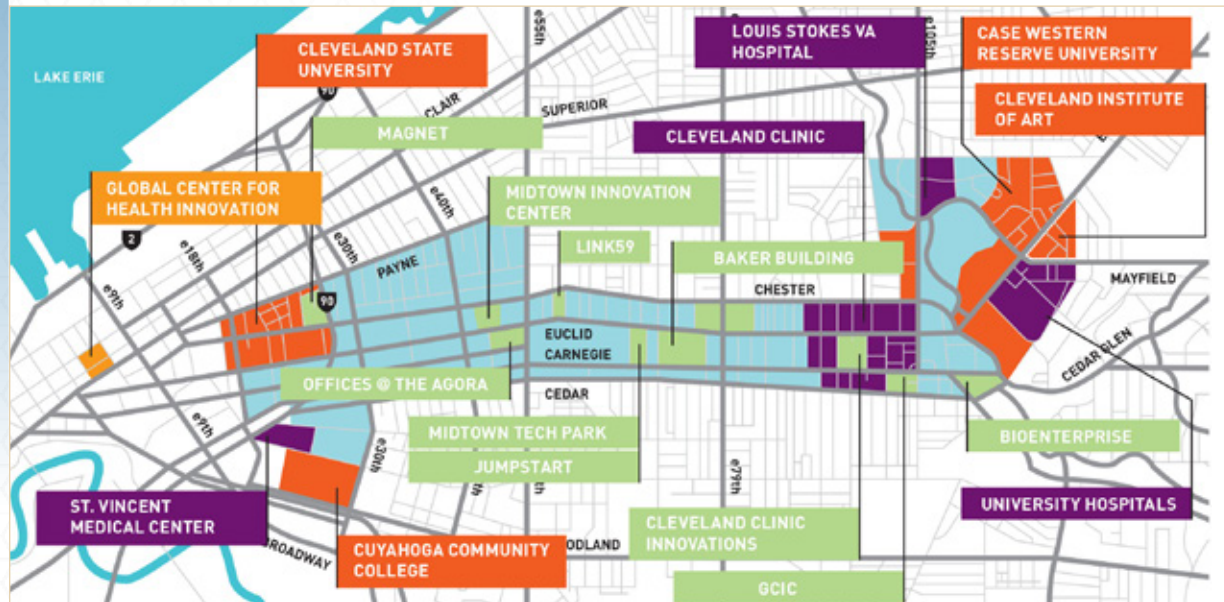 LAKE ERIE
CLEVELAND STATE
UNVERSITY
90
CLAIR
e55th
SUPERIOR
LOUIS STOKES VA
HOSPITAL
e105th
CASE WESTERN
RESERVE UNIVERSITY
CLEVELAND INSTITUTE
OF ART
MAGNET
CLEVELAND CLINIC
GLOBAL CENTER FOR
HEALTH INNOVATION
MIDTOWN INNOVATION
CENTER
e40th
2
e18th
e30th
PAYNE
LINK59
BAKER BUILDING
MAYFIELD
e9th
90
CHESTER
EUCLID
CARNEGIE
CEDAR GLEN
OFFICES @ THE AGORA
CEDAR
e9th
MIDTOWN TECH PARK
e30th
BIOENTERPRISE
JUMPSTART
e79th
ST. VINCENT
MEDICAL CENTER
UNIVERSITY HOSPITALS
CLEVELAND CLINIC
INNOVATIONS
CUYAHOGA COMMUNITY
COLLEGE
GCIC